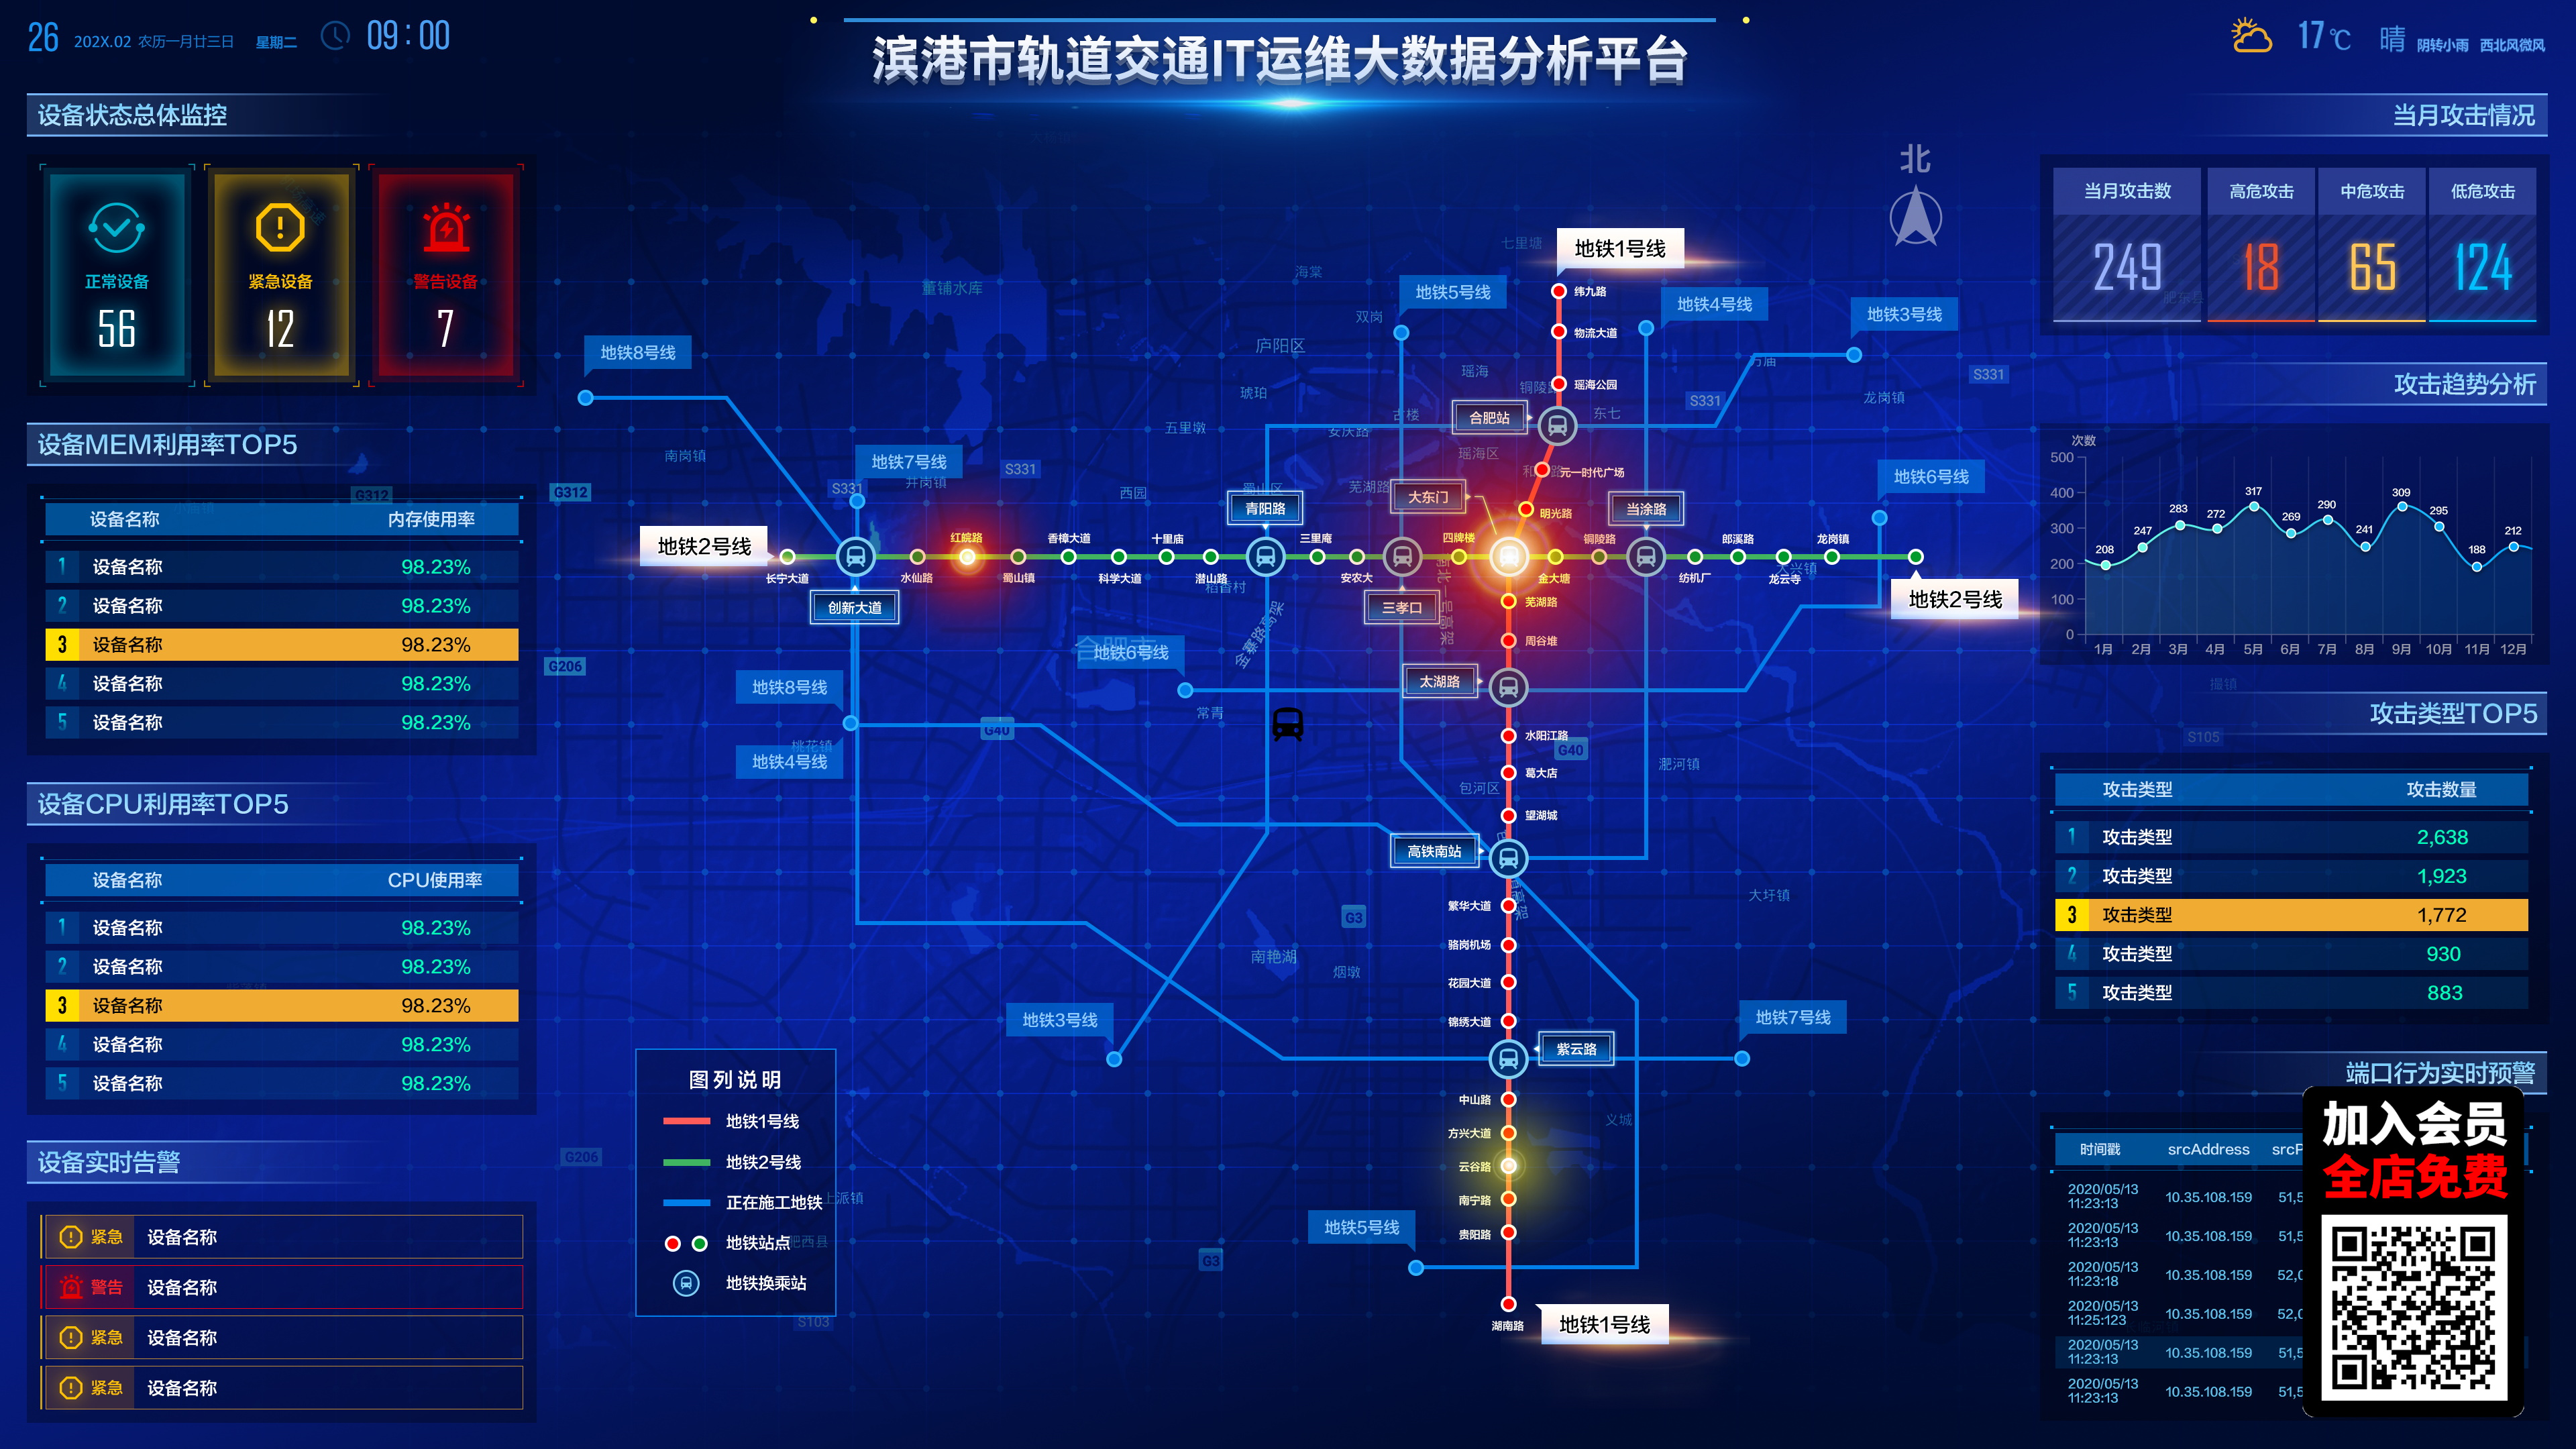 26 202X.02 农历一月廿三日 星期二 09:00
滨港市轨道交通IT运维大数据分析平台
17℃ 晴 阴转小雨 西北风微风
设备状态总体监控
正常设备 紧急设备 警告设备
56 12 7
设备MEM利用率TOP5
设备名称 内存使用率
1 设备名称 98.23%
2 设备名称 98.23%
3 设备名称 98.23%
4 设备名称 98.23%
5 设备名称 98.23%
设备CPU利用率TOP5
设备名称 CPU使用率
1 设备名称 98.23%
2 设备名称 98.23%
3 设备名称 98.23%
4 设备名称 98.23%
5 设备名称 98.23%
设备实时告警
紧急 设备名称
警告 设备名称
紧急 设备名称
紧急 设备名称
北
地铁1号线
地铁5号线
地铁4号线
地铁3号线
地铁8号线
地铁7号线
地铁6号线
地铁2号线
地铁2号线
地铁6号线
地铁8号线
地铁4号线
地铁3号线
地铁7号线
地铁5号线
地铁1号线
纬九路
物流大道
瑶海公园
合肥站
元一时代广场
大东门
明光路
当涂路
青阳路
长宁大道
创新大道
水仙路
红皖路
蜀山镇
香樟大道
科学大道
十里庙
潜山路
三里庵
安农大
三孝口
四牌楼
金大塘
铜陵路
纺机厂
郎溪路
龙云寺
龙岗镇
芜湖路
周谷堆
太湖路
水阳江路
葛大店
望湖城
高铁南站
繁华大道
骆岗机场
花园大道
锦绣大道
紫云路
中山路
方兴大道
云谷路
南宁路
贵阳路
湖南路
七里塘
海棠
双岗
董铺水库
庐阳区
瑶海
琥珀
五里墩
东七
龙岗镇
南岗镇
瑶海区
西园
芜湖路
常青
包河区
淝河镇
大圩镇
南艳湖
烟墩
义城
桃花镇
S331
S331
S331
S331
G312
G312
G206
G206
G40
G40
G3
G3
S105
S103
图列说明
地铁1号线
地铁2号线
正在施工地铁
地铁站点
地铁换乘站
当月攻击情况
当月攻击数 高危攻击 中危攻击 低危攻击
249 18 65 124
攻击趋势分析
次数
500
400
300
200
100
0
208 247 283 272 317 269 290 241 309 295 188 212
1月 2月 3月 4月 5月 6月 7月 8月 9月 10月 11月 12月
攻击类型TOP5
攻击类型 攻击数量
1 攻击类型 2,638
2 攻击类型 1,923
3 攻击类型 1,772
4 攻击类型 930
5 攻击类型 883
端口行为实时预警
时间戳 srcAddress srcP
2020/05/13 11:23:13 10.35.108.159 51,5
2020/05/13 11:23:13 10.35.108.159 51,5
2020/05/13 11:23:18 10.35.108.159 52,0
2020/05/13 11:25:123 10.35.108.159 52,0
2020/05/13 11:23:13 10.35.108.159 51,5
2020/05/13 11:23:13 10.35.108.159 51,5
加入会员
全店免费